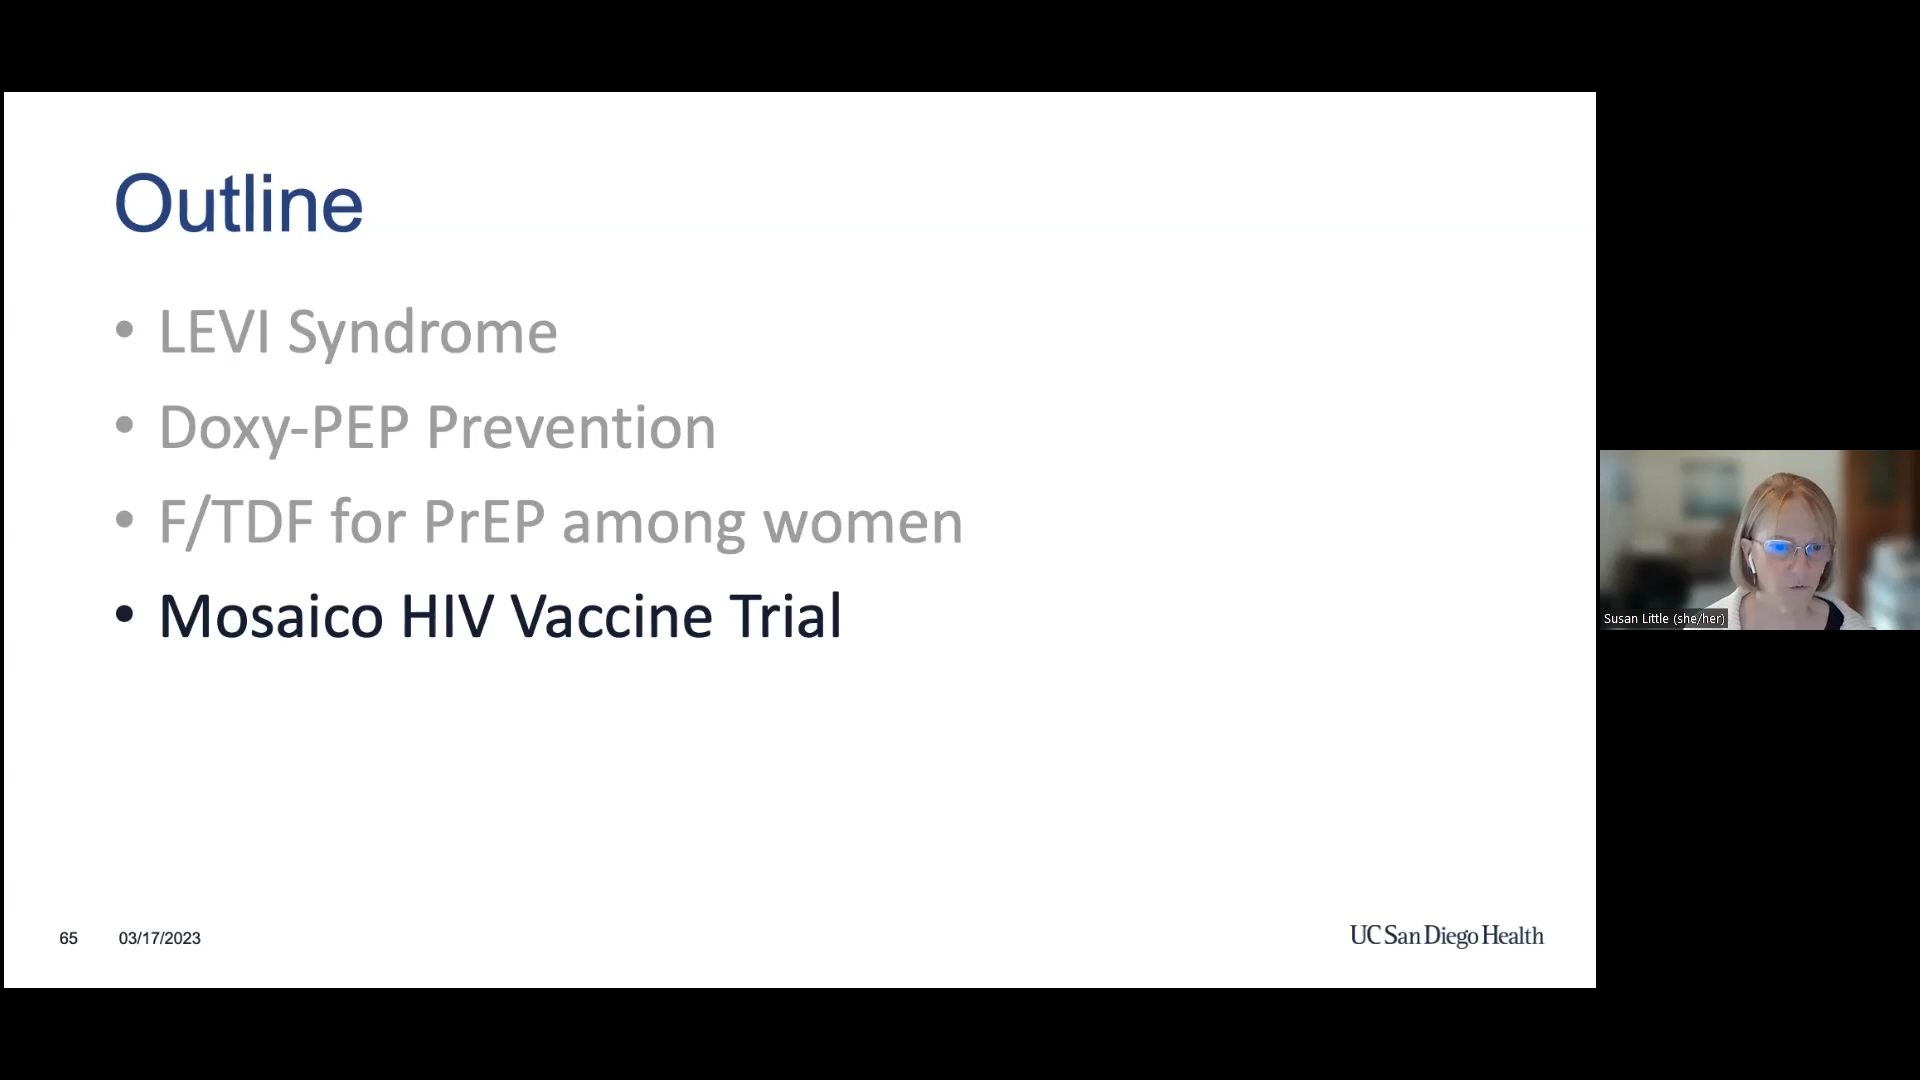 Outline
• LEVI Syndrome
• Doxy-PEP Prevention
• F/TDF for PrEP among women
• Mosaico HIV Vaccine Trial
65 03/17/2023
UC San Diego Health
Susan Little (she/her)